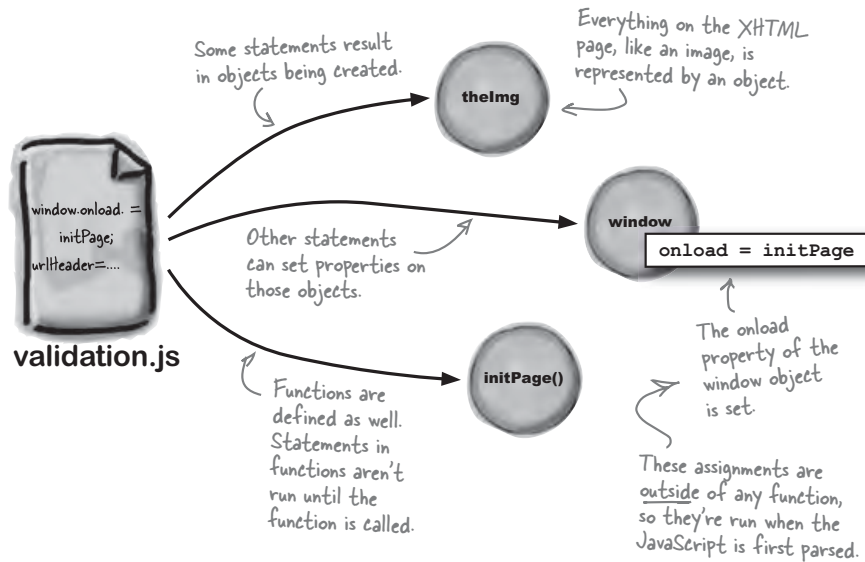 Some statements result
in objects being created.
theImg
Everything on the XHTML
page, like an image, is
represented by an object.
window.onload. =
initPage;
urlHeader=....
validation.js
Other statements
can set properties on
those objects.
window
onload = initPage
The onload
property of the
window object
is set.
Functions are
defined as well.
Statements in
functions aren't
run until the
function is called.
initPage()
These assignments are
outside of any function,
so they're run when the
JavaScript is first parsed.